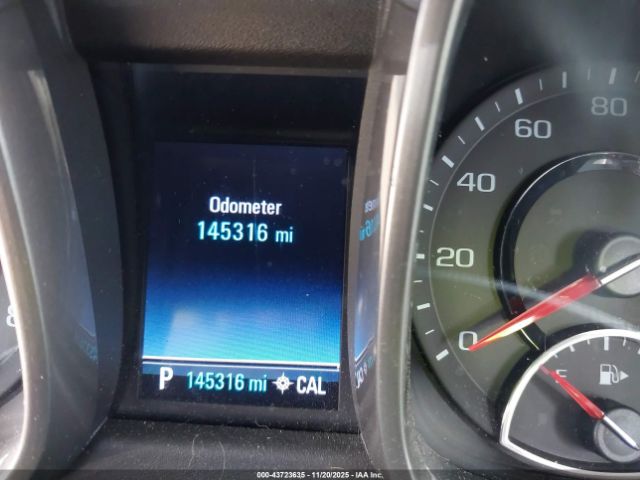 Odometer
145316 mi
P 145316 mi CAL
0
20
40
60
80
E
000-43723635 - 11/20/2025 - IAA Inc.